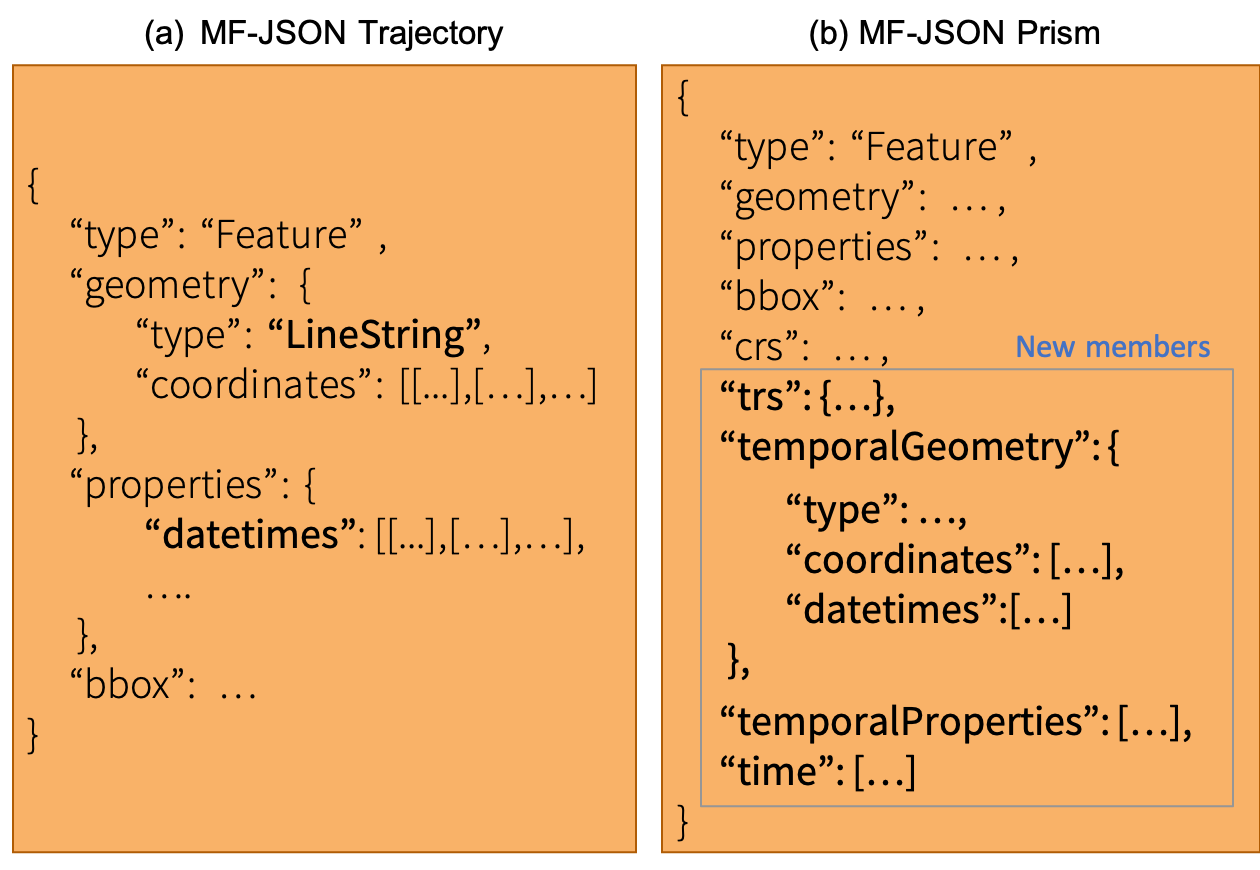 (a) MF-JSON Trajectory
{
“type”: “Feature” ,
“geometry”: {
“type”: “LineString”,
“coordinates”: [[...],[…],…]
},
“properties”: {
“datetimes”: [[...],[…],…],
….
},
“bbox”: …
}
(b) MF-JSON Prism
{
“type”: “Feature” ,
“geometry”: … ,
“properties”: … ,
“bbox”: … ,
“crs”: … ,
New members
“trs”: {…},
“temporalGeometry”: {
“type”: …,
“coordinates”: […],
“datetimes”:[…]
},
“temporalProperties”: […],
“time”: […]
}